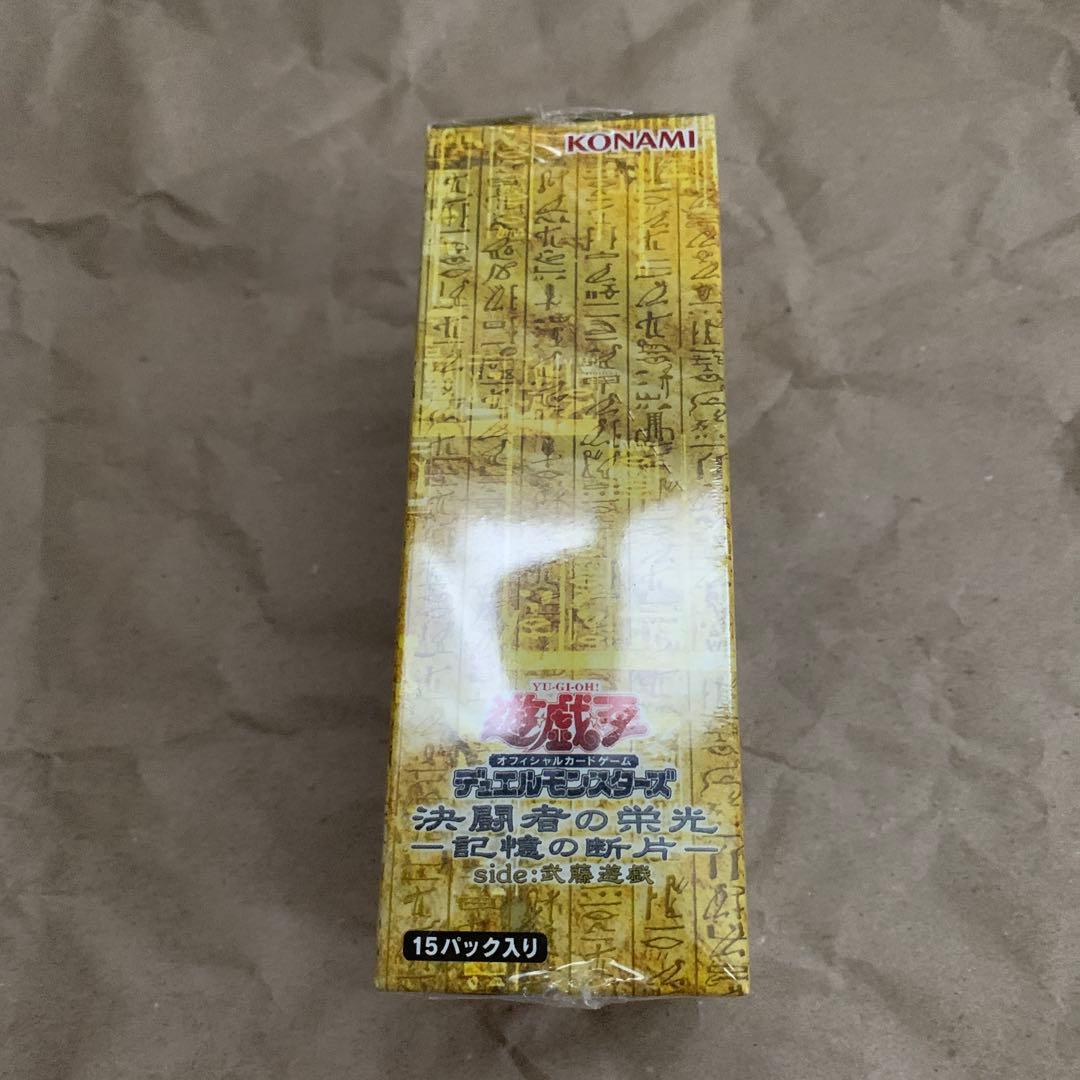 KONAMI
YU-GI-OH!
遊戯王
オフィシャルカードゲーム
デュエルモンスターズ
決闘者の栄光
―記憶の断片―
side:武藤遊戯
15パック入り